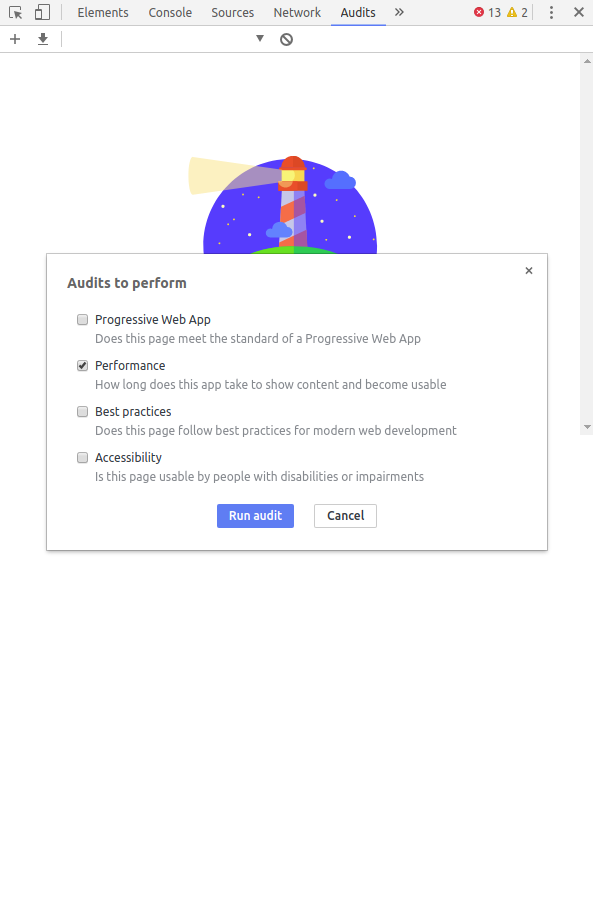 Elements Console Sources Network Audits 13 2
Audits to perform
Progressive Web App
Does this page meet the standard of a Progressive Web App
Performance
How long does this app take to show content and become usable
Best practices
Does this page follow best practices for modern web development
Accessibility
Is this page usable by people with disabilities or impairments
Run audit Cancel